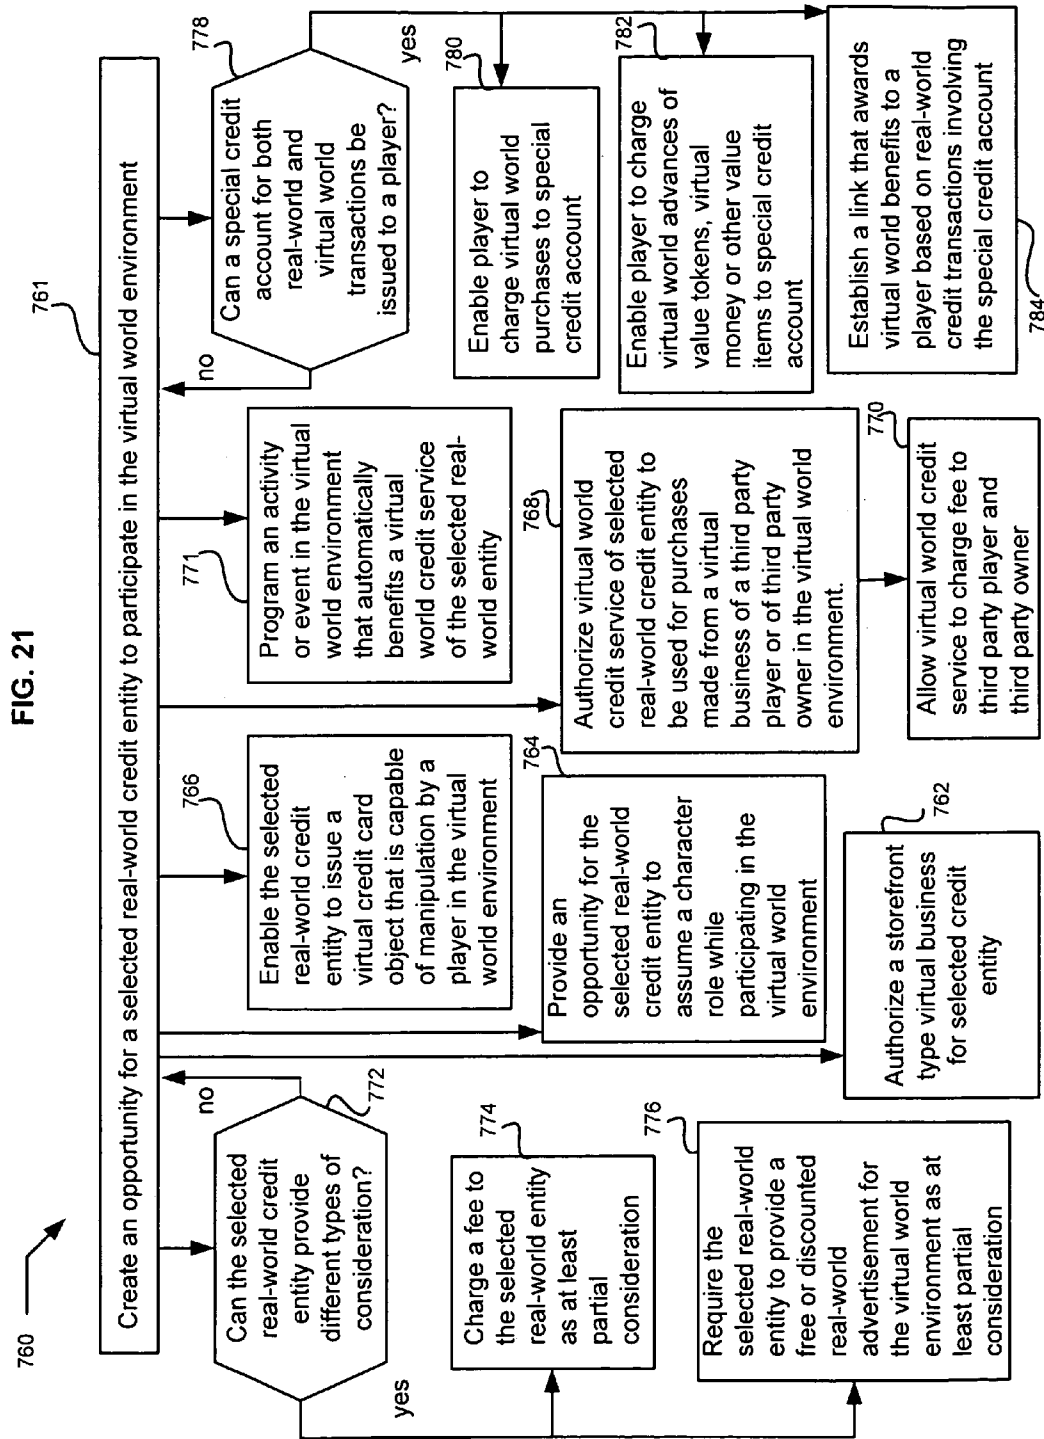 FIG. 21
760
761
Create an opportunity for a selected real-world credit entity to participate in the virtual world environment
772
Can the selected
real-world credit
entity provide
different types of
consideration?
no
yes
774
Charge a fee to
the selected
real-world entity
as at least
partial
consideration
776
Require the
selected real-world
entity to provide a
free or discounted
real-world
advertisement for
the virtual world
environment as at
least partial
consideration
766
Enable the selected
real-world credit
entity to issue a
virtual credit card
object that is capable
of manipulation by a
player in the virtual
world environment
764
Provide an
opportunity for the
selected real-world
credit entity to
assume a character
role while
participating in the
virtual world
environment
762
Authorize a storefront
type virtual business
for selected credit
entity
771
Program an activity
or event in the virtual
world environment
that automatically
benefits a virtual
world credit service
of the selected real-
world entity
768
Authorize virtual world
credit service of selected
real-world credit entity to
be used for purchases
made from a virtual
business of a third party
player or of third party
owner in the virtual world
environment.
770
Allow virtual world credit
service to charge fee to
third party player and
third party owner
778
Can a special credit
account for both
real-world and
virtual world
transactions be
issued to a player?
no
yes
780
Enable player to
charge virtual world
purchases to special
credit account
782
Enable player to charge
virtual world advances of
value tokens, virtual
money or other value
items to special credit
account
Establish a link that awards
virtual world benefits to a
player based on real-world
credit transactions involving
the special credit account
784